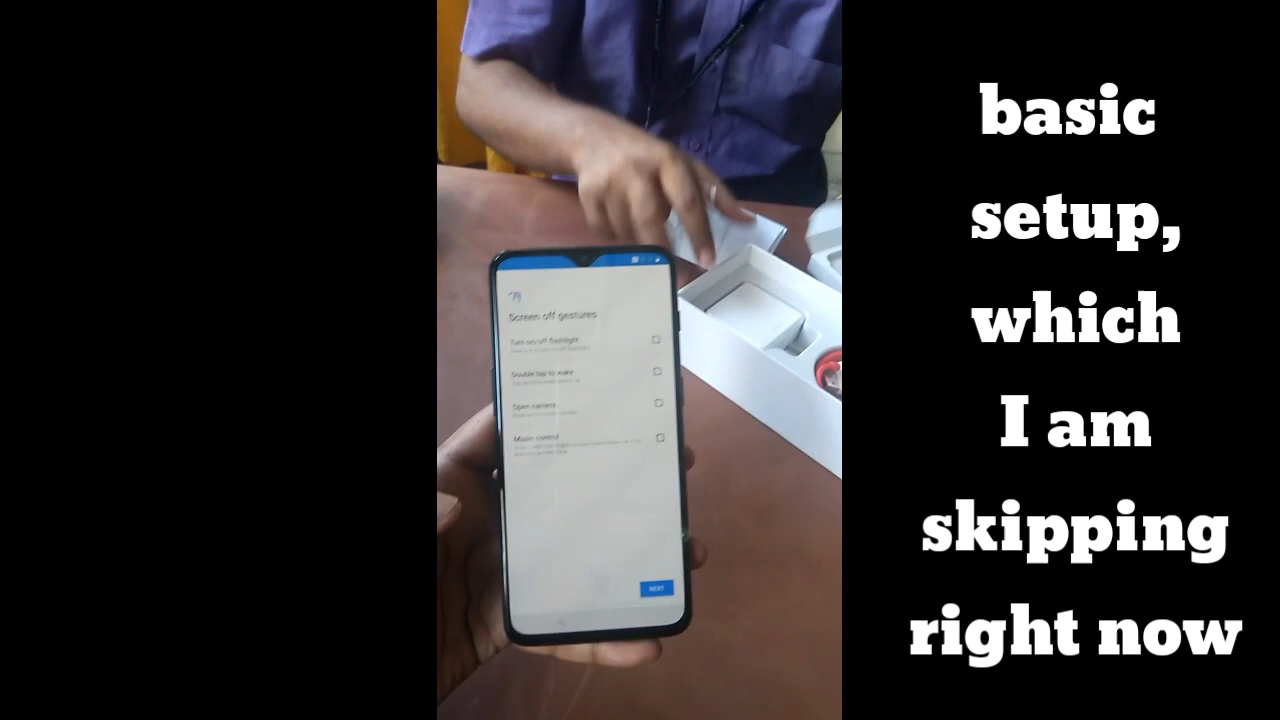 Screen off gestures
Turn on/off flashlight
Double tap to wake
Open camera
Music control
NEXT
basic
setup,
which
I am
skipping
right now